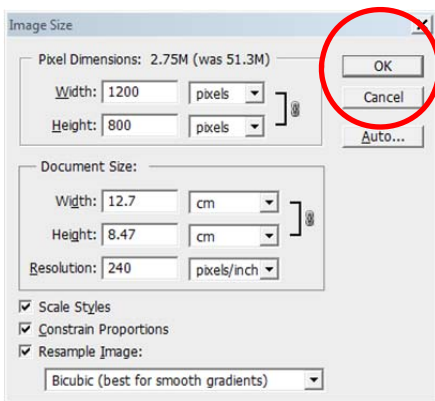 Image Size
Pixel Dimensions: 2.75M (was 51.3M)
Width: 1200 pixels
Height: 800 pixels
OK
Cancel
Auto...
Document Size:
Width: 12.7 cm
Height: 8.47 cm
Resolution: 240 pixels/inch
Scale Styles
Constrain Proportions
Resample Image:
Bicubic (best for smooth gradients)